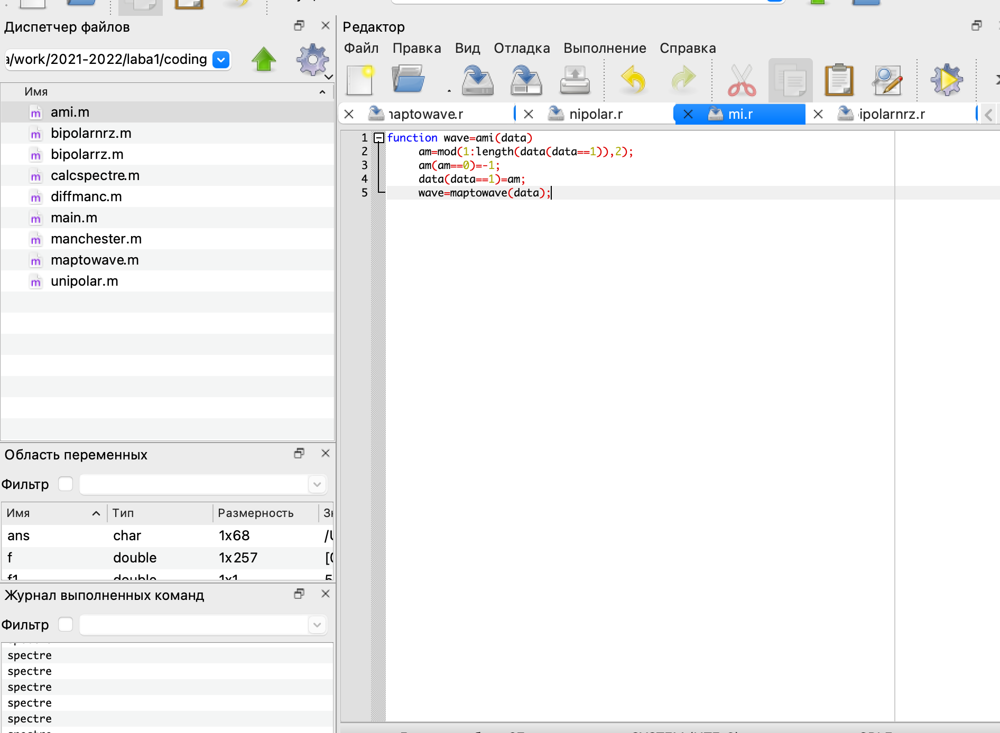 Диспетчер файлов
a/work/2021-2022/laba1/coding
Имя
ami.m
bipolarnrz.m
bipolarrz.m
calcspectre.m
diffmanc.m
main.m
manchester.m
maptowave.m
unipolar.m
Область переменных
Фильтр
Имя Тип Размерность
ans char 1x68
f double 1x257
f1 double 1x1 5
Журнал выполненных команд
Фильтр
spectre
spectre
spectre
spectre
spectre
Редактор
Файл Правка Вид Отладка Выполнение Справка
naptowave.r nipolar.r mi.r ipolarnrz.r
1 function wave=ami(data)
2 am=mod(1:length(data(data==1)),2);
3 am(am==0)=-1;
4 data(data==1)=am;
5 wave=maptowave(data);